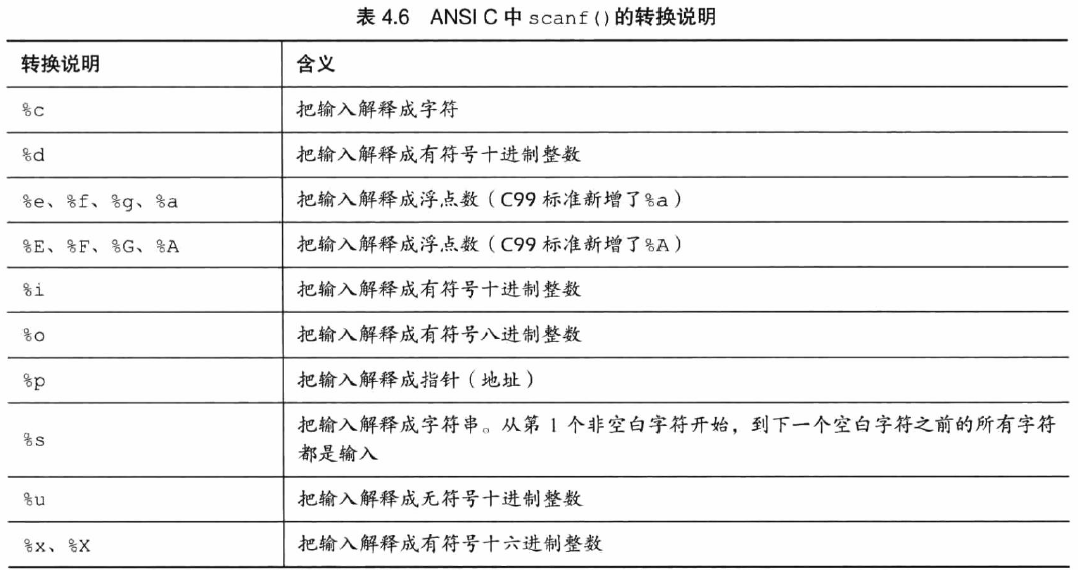 表 4.6 ANSI C 中 scanf()的转换说明
转换说明 含义
%c 把输入解释成字符
%d 把输入解释成有符号十进制整数
%e、%f、%g、%a 把输入解释成浮点数（C99 标准新增了%a）
%E、%F、%G、%A 把输入解释成浮点数（C99 标准新增了%A）
%i 把输入解释成有符号十进制整数
%o 把输入解释成有符号八进制整数
%p 把输入解释成指针（地址）
%s 把输入解释成字符串。从第 1 个非空白字符开始，到下一个空白字符之前的所有字符
都是输入
%u 把输入解释成无符号十进制整数
%x、%X 把输入解释成有符号十六进制整数